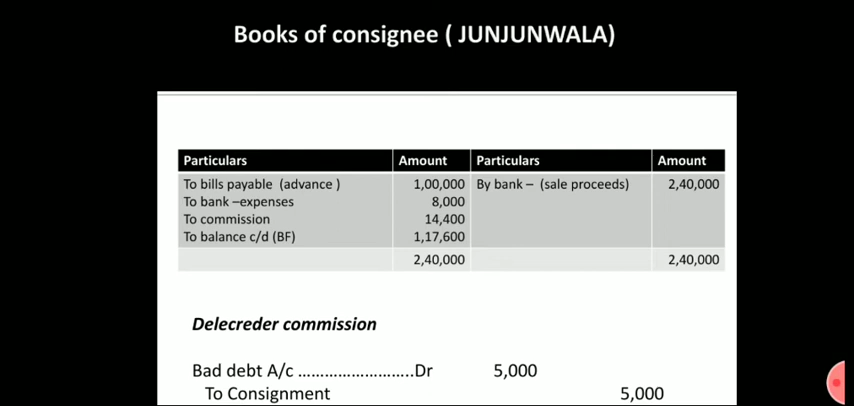 Books of consignee ( JUNJUNWALA)
Particulars Amount Particulars Amount
To bills payable (advance ) 1,00,000 By bank – (sale proceeds) 2,40,000
To bank –expenses 8,000
To commission 14,400
To balance c/d (BF) 1,17,600
2,40,000 2,40,000
Delecreder commission
Bad debt A/c ..........................Dr 5,000
To Consignment 5,000